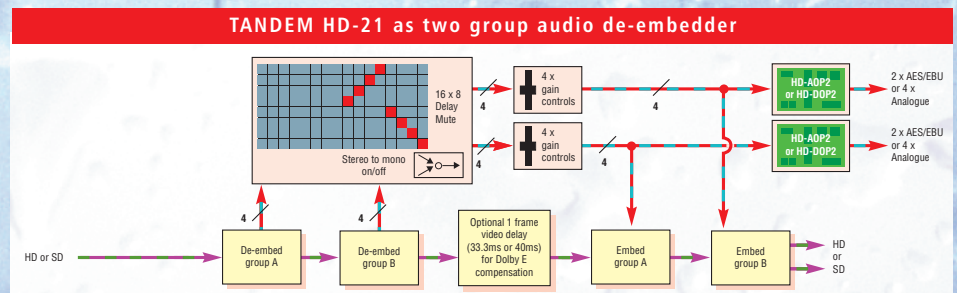 TANDEM HD-21 as two group audio de-embedder
16 x 8
Delay
Mute
Stereo to mono
on/off
4
4
4 x
gain
controls
4 x
gain
controls
4
4
HD-AOP2
or HD-DOP2
HD-AOP2
or HD-DOP2
2 x AES/EBU
or 4 x
Analogue
2 x AES/EBU
or 4 x
Analogue
4
4
HD or SD
De-embed
group A
De-embed
group B
Optional 1 frame
video delay
(33.3ms or 40ms)
for Dolby E
compensation
Embed
group A
Embed
group B
HD
or
SD